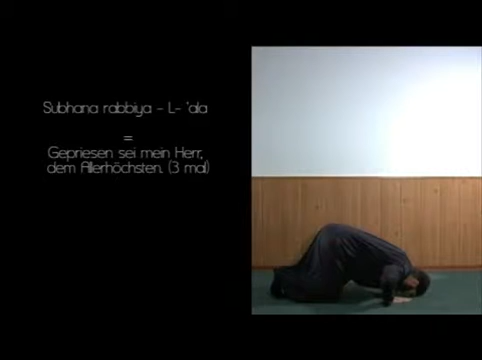 Subhana rabbiya - L- 'ala
=
Gepriesen sei mein Herr,
dem Allerhöchsten. (3 mal)